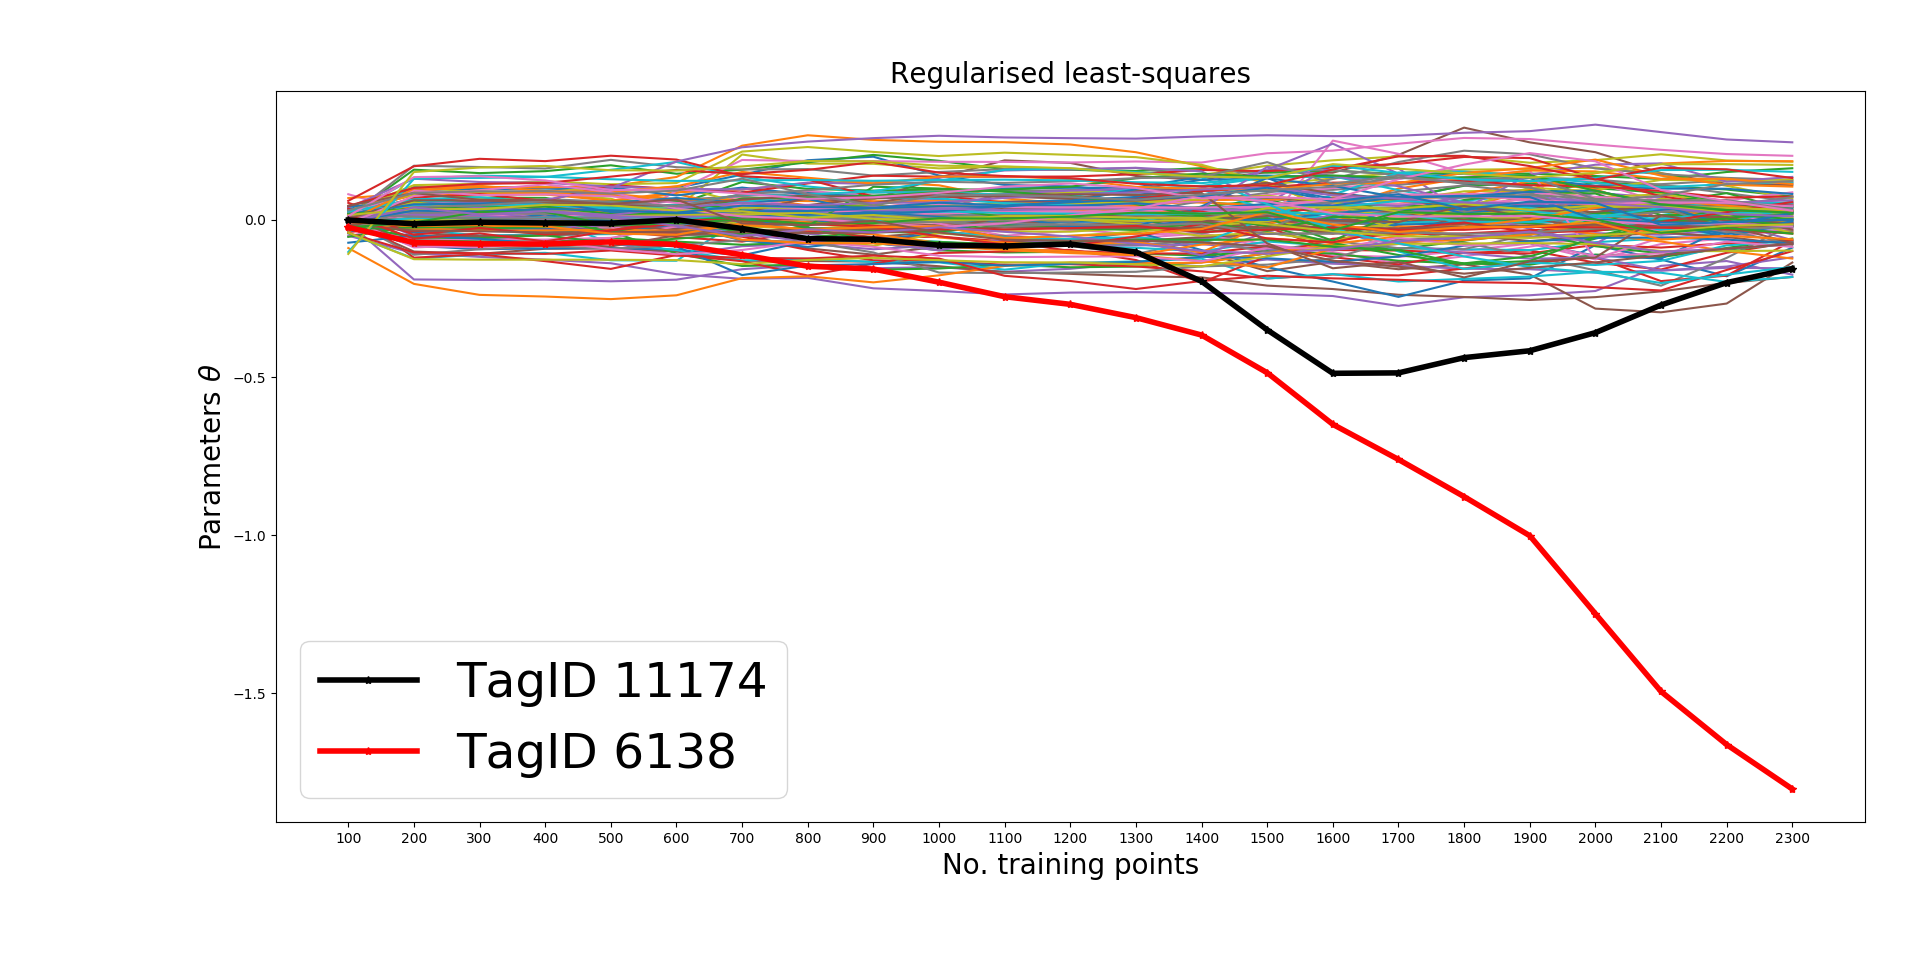 Regularised least-squares
Parameters θ
0.0
−0.5
−1.0
−1.5
TagID 11174
TagID 6138
100 200 300 400 500 600 700 800 900 1000 1100 1200 1300 1400 1500 1600 1700 1800 1900 2000 2100 2200 2300
No. training points